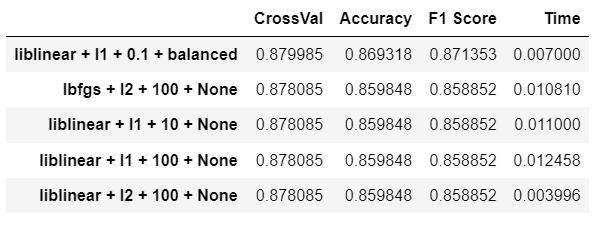 CrossVal Accuracy F1 Score Time
liblinear + l1 + 0.1 + balanced 0.879985 0.869318 0.871353 0.007000
lbfgs + l2 + 100 + None 0.878085 0.859848 0.858852 0.010810
liblinear + l1 + 10 + None 0.878085 0.859848 0.858852 0.011000
liblinear + l1 + 100 + None 0.878085 0.859848 0.858852 0.012458
liblinear + l2 + 100 + None 0.878085 0.859848 0.858852 0.003996